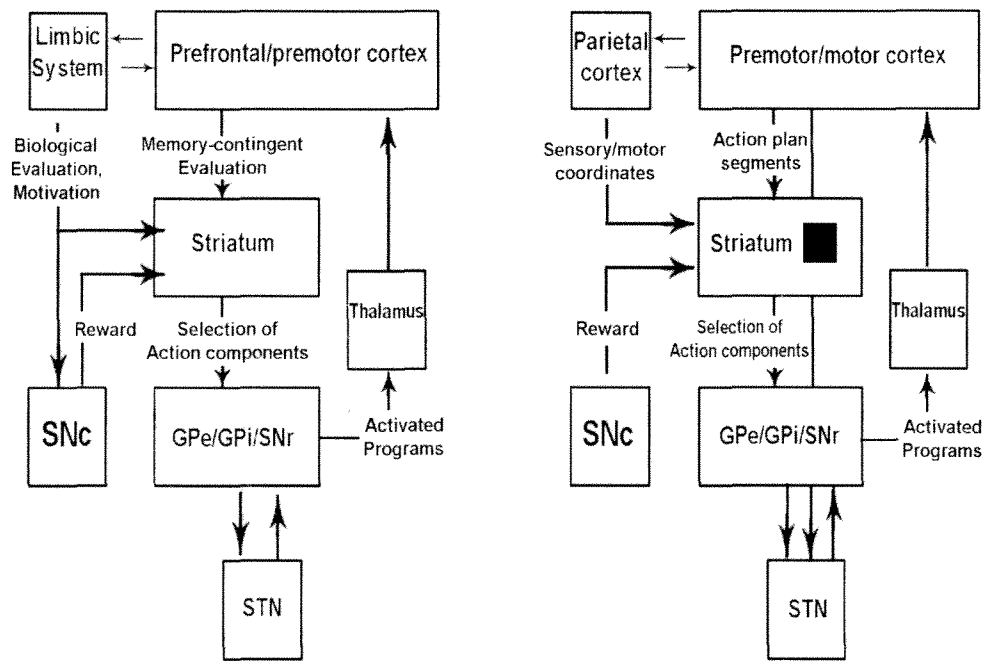 Limbic
System
Prefrontal/premotor cortex
Biological
Evaluation,
Motivation
Memory-contingent
Evaluation
Striatum
Thalamus
Reward
Selection of
Action components
SNc
GPe/GPi/SNr
Activated
Programs
STN
Parietal
cortex
Premotor/motor cortex
Sensory/motor
coordinates
Action plan
segments
Striatum
Thalamus
Reward
Selection of
Action components
SNc
GPe/GPi/SNr
Activated
Programs
STN